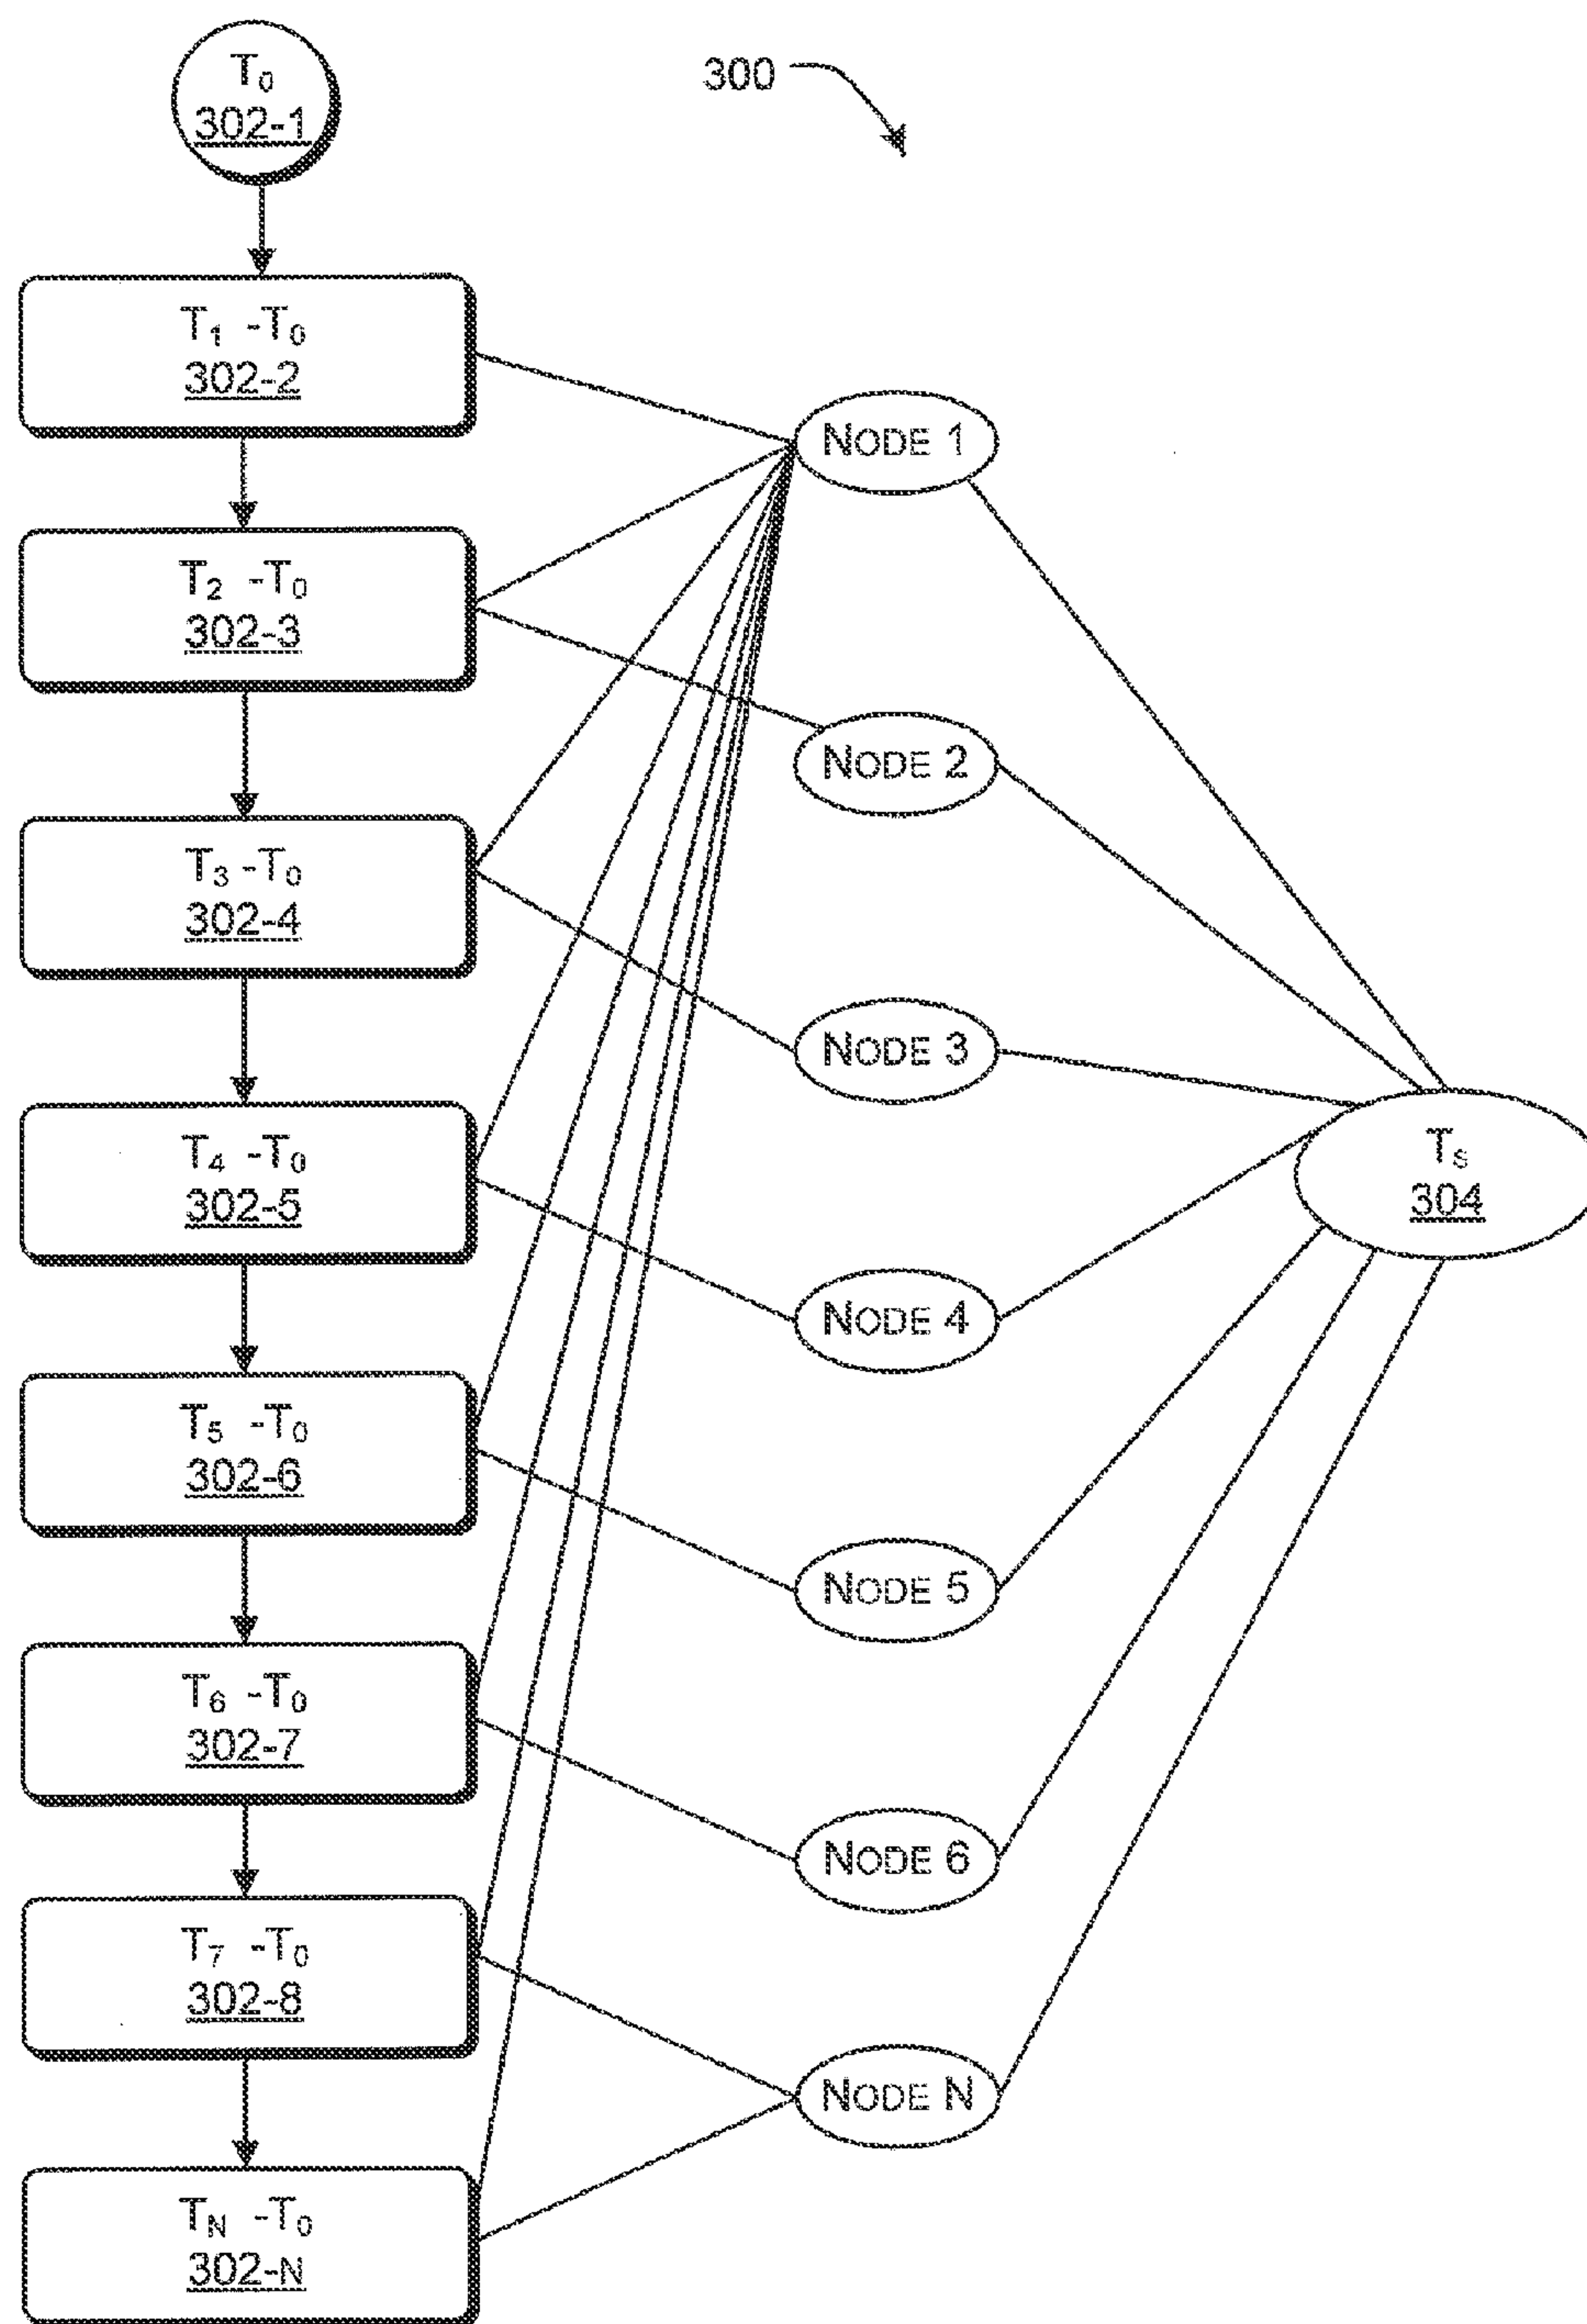 T₀
302-1
300
T₁ -T₀
302-2
NODE 1
T₂ -T₀
302-3
NODE 2
T₃ -T₀
302-4
NODE 3
T₄ -T₀
302-5
Tₛ
304
NODE 4
T₅ -T₀
302-6
NODE 5
T₆ -T₀
302-7
NODE 6
T₇ -T₀
302-8
NODE N
T_N -T₀
302-N